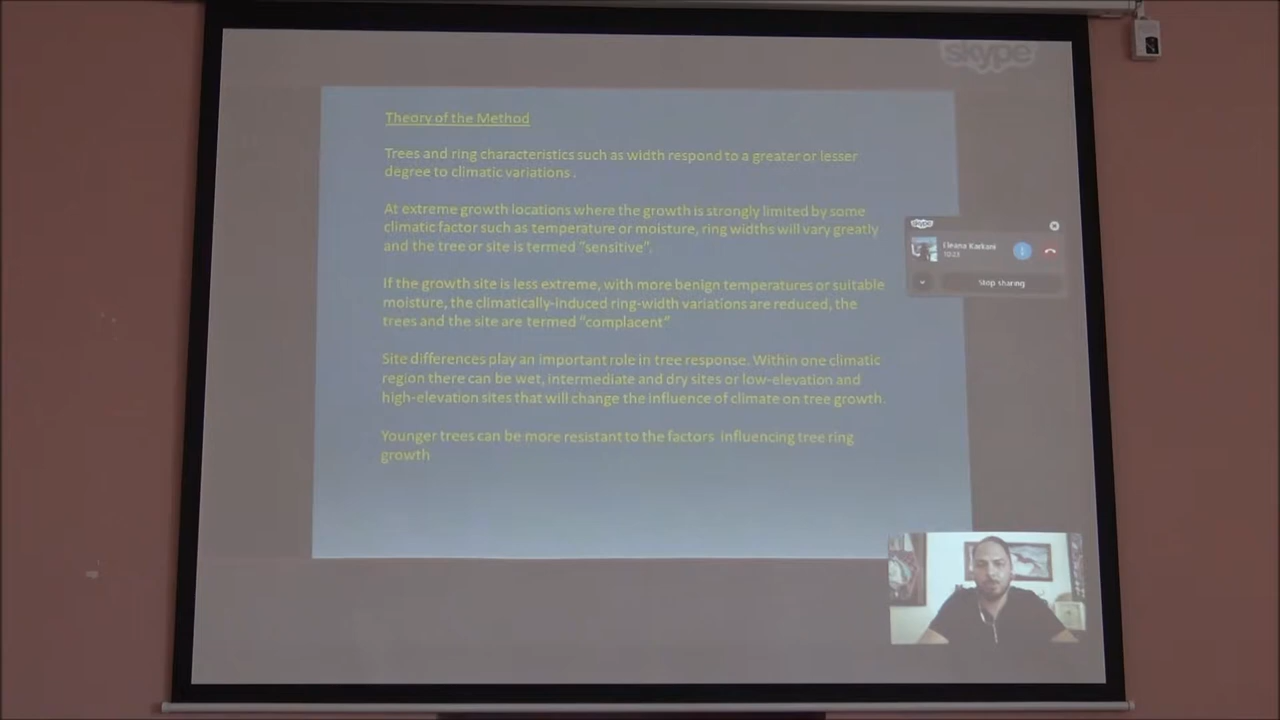 skype
Theory of the Method
Trees and ring characteristics such as width respond to a greater or lesser
degree to climatic variations .
At extreme growth locations where the growth is strongly limited by some
climatic factor such as temperature or moisture, ring widths will vary greatly
and the tree or site is termed "sensitive".
If the growth site is less extreme, with more benign temperatures or suitable
moisture, the climatically-induced ring-width variations are reduced, the
trees and the site are termed "complacent"
Site differences play an important role in tree response. Within one climatic
region there can be wet, intermediate and dry sites or low-elevation and
high-elevation sites that will change the influence of climate on tree growth.
Younger trees can be more resistant to the factors influencing tree ring
growth
skype
Eleana Karkani
10:23
Stop sharing